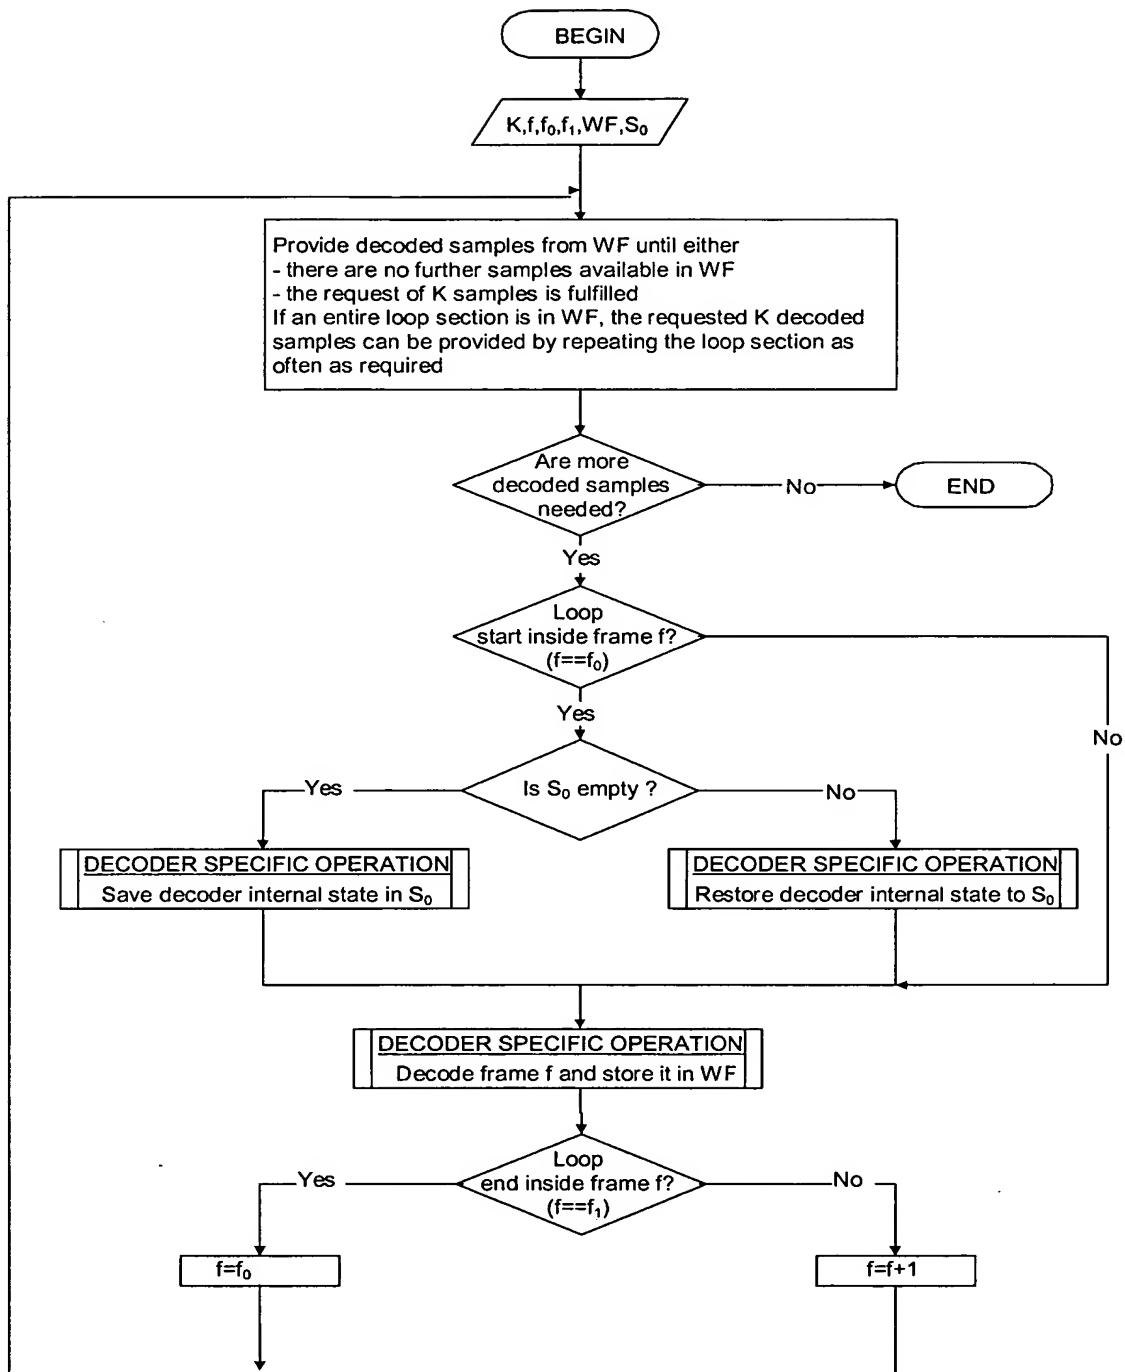 BEGIN
K,f,f₀,f₁,WF,S₀
Provide decoded samples from WF until either
- there are no further samples available in WF
- the request of K samples is fulfilled
If an entire loop section is in WF, the requested K decoded
samples can be provided by repeating the loop section as
often as required
Are more
decoded samples
needed?
No
END
Yes
Loop
start inside frame f?
(f==f₀)
Yes
No
Is S₀ empty ?
Yes
No
DECODER SPECIFIC OPERATION
Save decoder internal state in S₀
DECODER SPECIFIC OPERATION
Restore decoder internal state to S₀
DECODER SPECIFIC OPERATION
Decode frame f and store it in WF
Loop
end inside frame f?
(f==f₁)
Yes
No
f=f₀
f=f+1